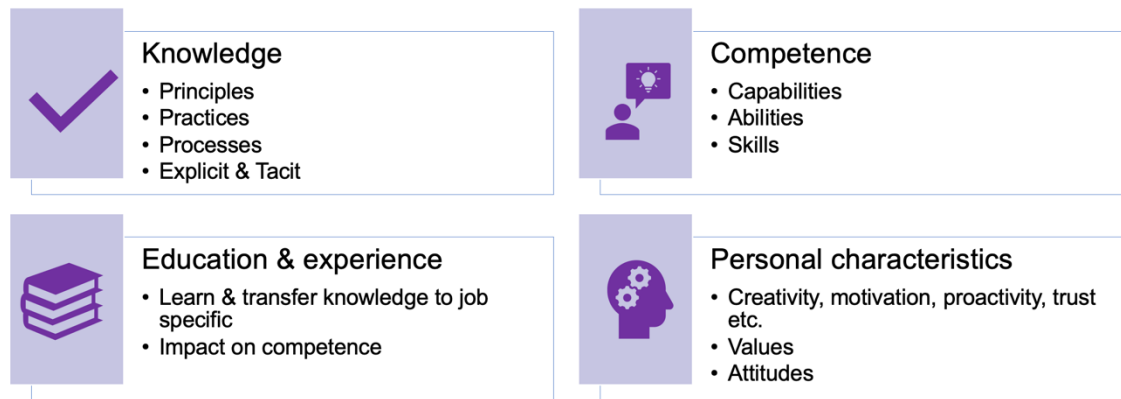 Knowledge
• Principles
• Practices
• Processes
• Explicit & Tacit
Competence
• Capabilities
• Abilities
• Skills
Education & experience
• Learn & transfer knowledge to job
specific
• Impact on competence
Personal characteristics
• Creativity, motivation, proactivity, trust
etc.
• Values
• Attitudes